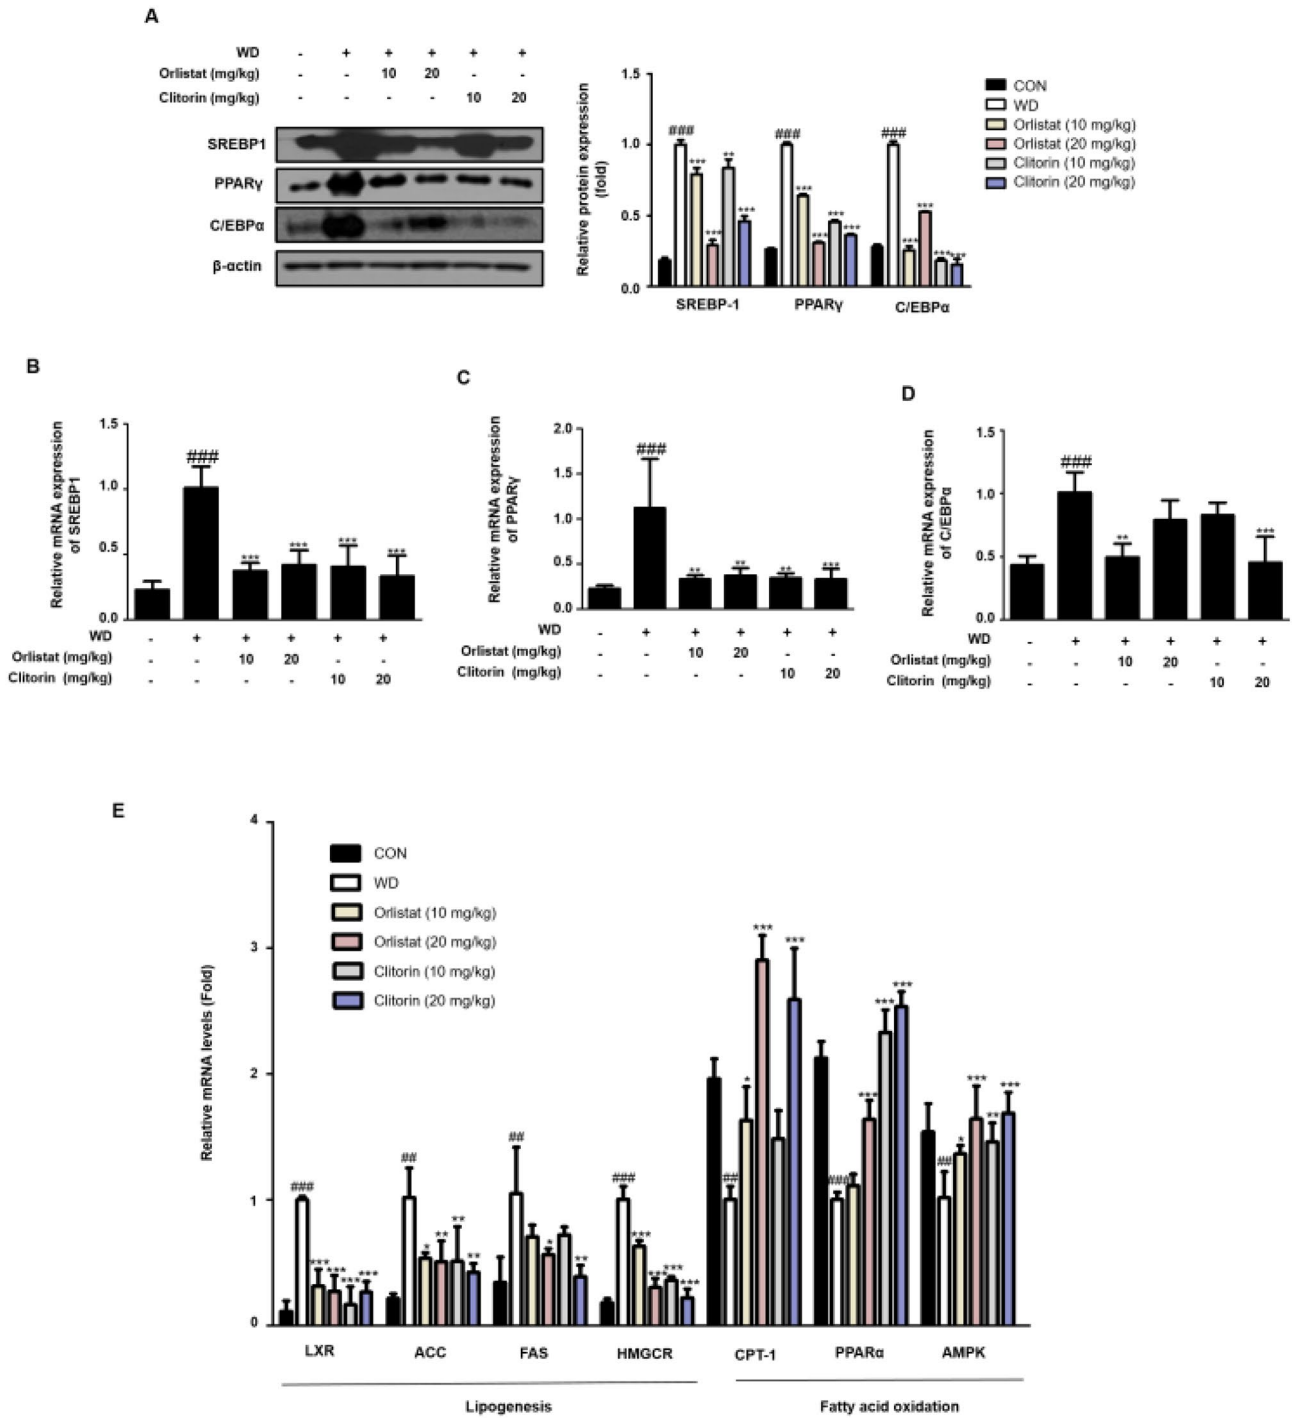 A
WD - + + + + +
Orlistat (mg/kg) - - 10 20 - -
Clitorin (mg/kg) - - - - 10 20
SREBP1
PPARγ
C/EBPα
β-actin
Relative protein expression
(fold)
1.5
1.0
0.5
0.0
### *** *** ** ***
### *** *** *** ***
### *** *** *** ***
SREBP-1 PPARγ C/EBPα
CON
WD
Orlistat (10 mg/kg)
Orlistat (20 mg/kg)
Clitorin (10 mg/kg)
Clitorin (20 mg/kg)
B
Relative mRNA expression
of SREBP1
1.5
1.0
0.5
0.0
### *** *** *** ***
WD - + + + + +
Orlistat (mg/kg) - - 10 20 - -
Clitorin (mg/kg) - - - - 10 20
C
Relative mRNA expression
of PPARγ
2.0
1.5
1.0
0.5
0.0
### ** ** ** ***
WD - + + + + +
Orlistat (mg/kg) - - 10 20 - -
Clitorin (mg/kg) - - - - 10 20
D
Relative mRNA expression
of C/EBPα
1.5
1.0
0.5
0.0
### ** ***
WD - + + + + +
Orlistat (mg/kg) - - 10 20 - -
Clitorin (mg/kg) - - - - 10 20
E
Relative mRNA levels (Fold)
4
3
2
1
0
CON
WD
Orlistat (10 mg/kg)
Orlistat (20 mg/kg)
Clitorin (10 mg/kg)
Clitorin (20 mg/kg)
### *** *** *** ***
## * ** ** **
## * **
### *** *** *** ***
## * *** ***
### *** *** ***
## * *** ** ***
LXR ACC FAS HMGCR CPT-1 PPARα AMPK
Lipogenesis Fatty acid oxidation